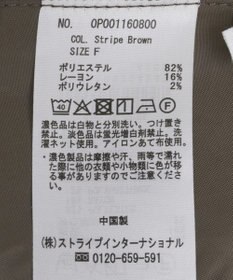 NO. 0P001160800
COL. Stripe Brown
SIZE F
ポリエステル 82%
レーヨン 16%
ポリウレタン 2%
40
濃色品は白物と分別洗い。つけ置き
禁止。淡色品は蛍光増白剤禁止。洗
濯ネット使用。アイロンあて布使用。
・濃色製品は摩擦や汗、雨等で濡れ
た際に他の衣類や小物類に色が移
る事がありますのでご注意下さい。
中国製
(株)ストライプインターナショナル
0120-659-591